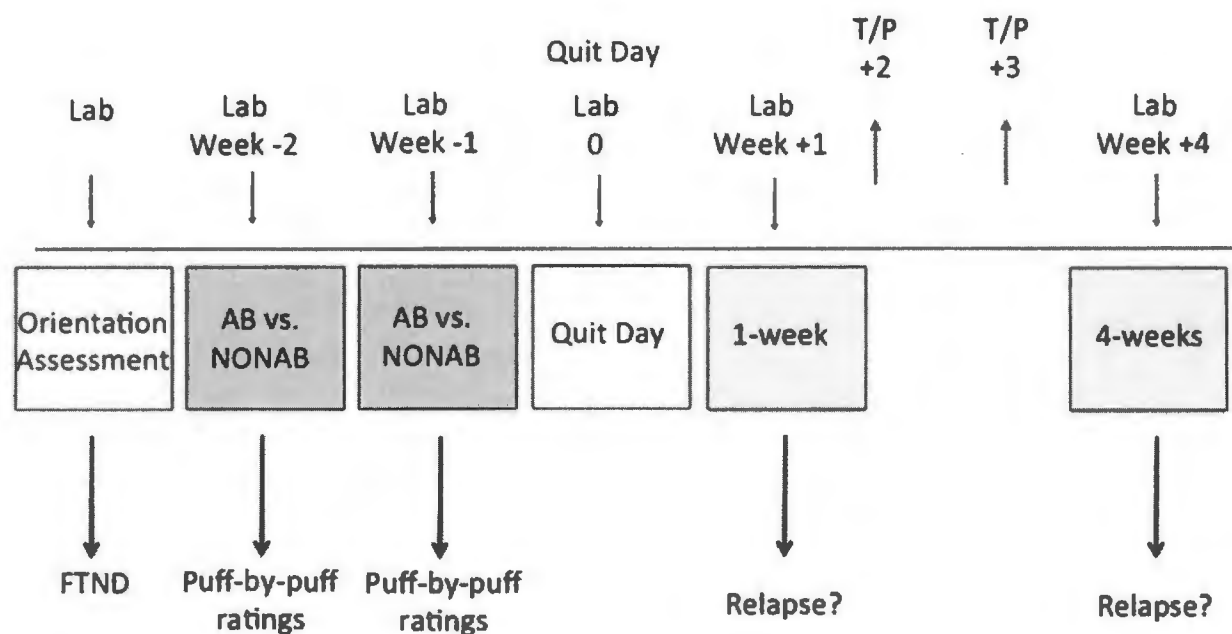 Lab
Lab
Week -2
Lab
Week -1
Quit Day
Lab
0
Lab
Week +1
T/P
+2
T/P
+3
Lab
Week +4
Orientation
Assessment
AB vs.
NONAB
AB vs.
NONAB
Quit Day
1-week
4-weeks
FTND
Puff-by-puff
ratings
Puff-by-puff
ratings
Relapse?
Relapse?